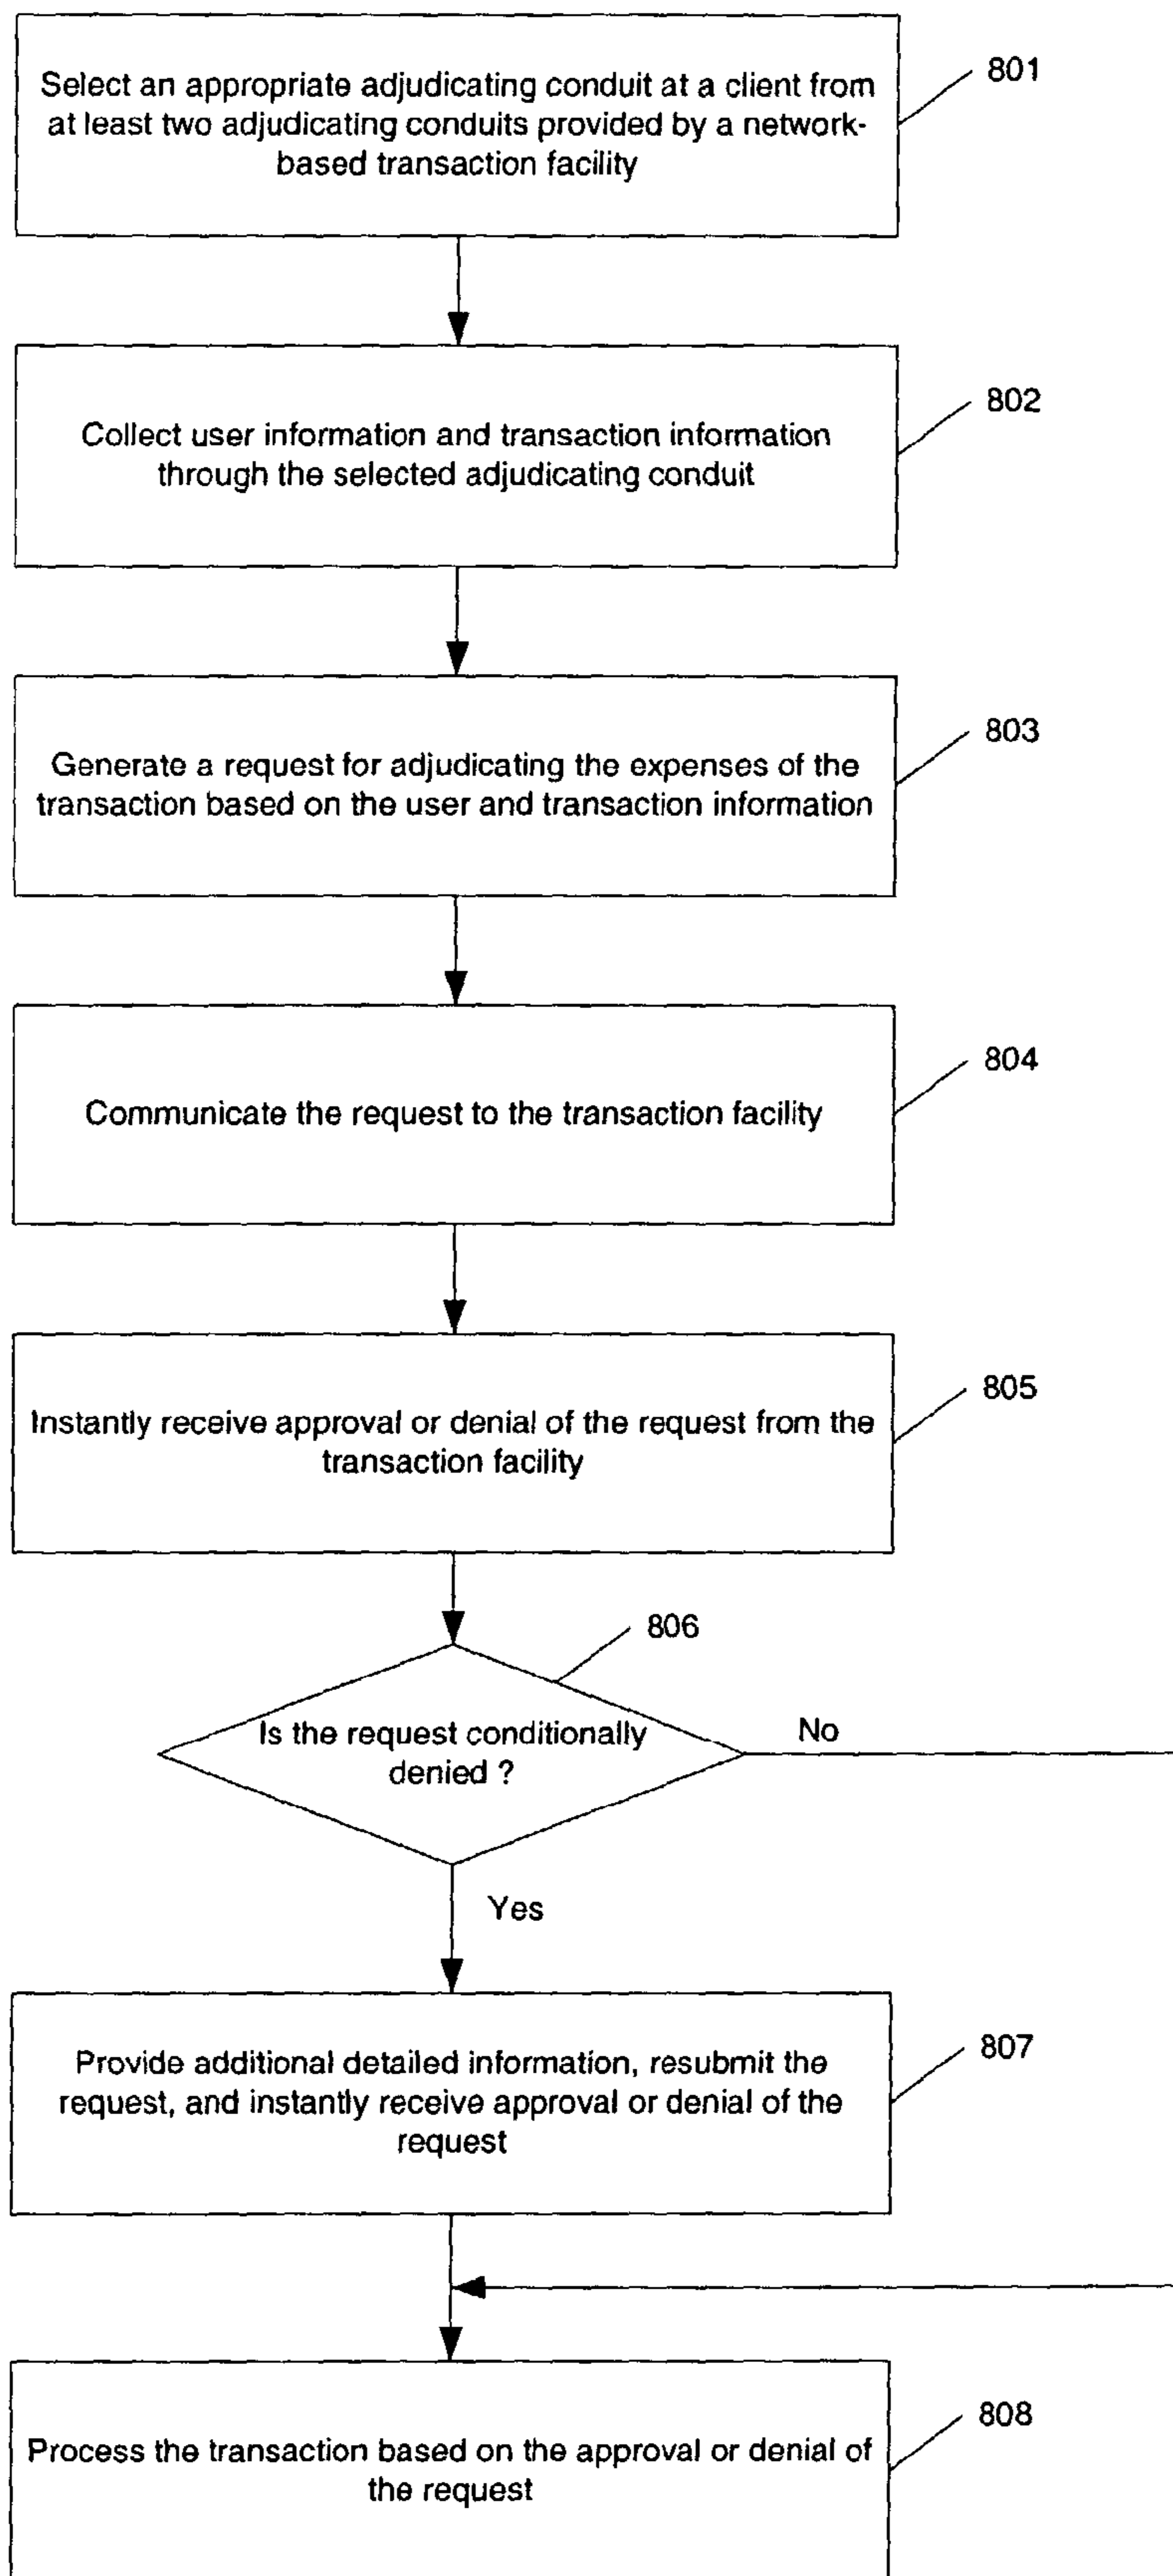 Select an appropriate adjudicating conduit at a client from
at least two adjudicating conduits provided by a network-
based transaction facility
801
Collect user information and transaction information
through the selected adjudicating conduit
802
Generate a request for adjudicating the expenses of the
transaction based on the user and transaction information
803
Communicate the request to the transaction facility
804
Instantly receive approval or denial of the request from the
transaction facility
805
806
Is the request conditionally
denied ?
No
Yes
Provide additional detailed information, resubmit the
request, and instantly receive approval or denial of the
request
807
Process the transaction based on the approval or denial of
the request
808